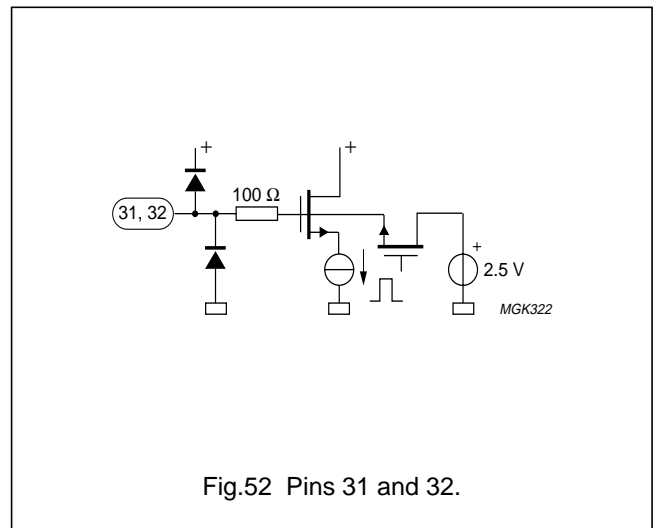 + +
100 Ω
31, 32
+
2.5 V
MGK322
Fig.52 Pins 31 and 32.